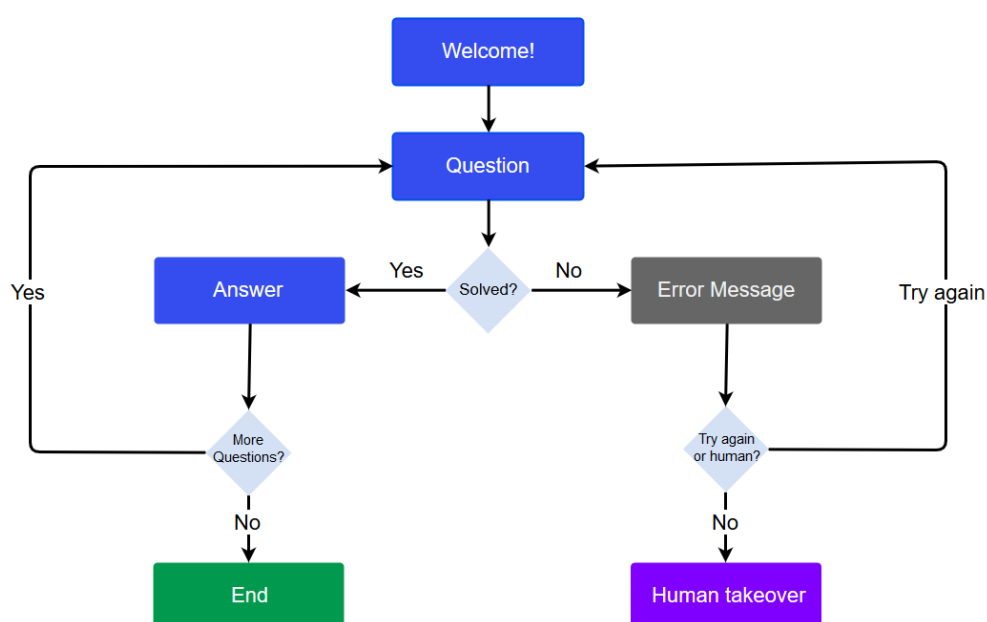 Welcome!
Question
Yes
No
Answer
Solved?
Error Message
Yes
Try again
More
Questions?
Try again
or human?
No
No
End
Human takeover